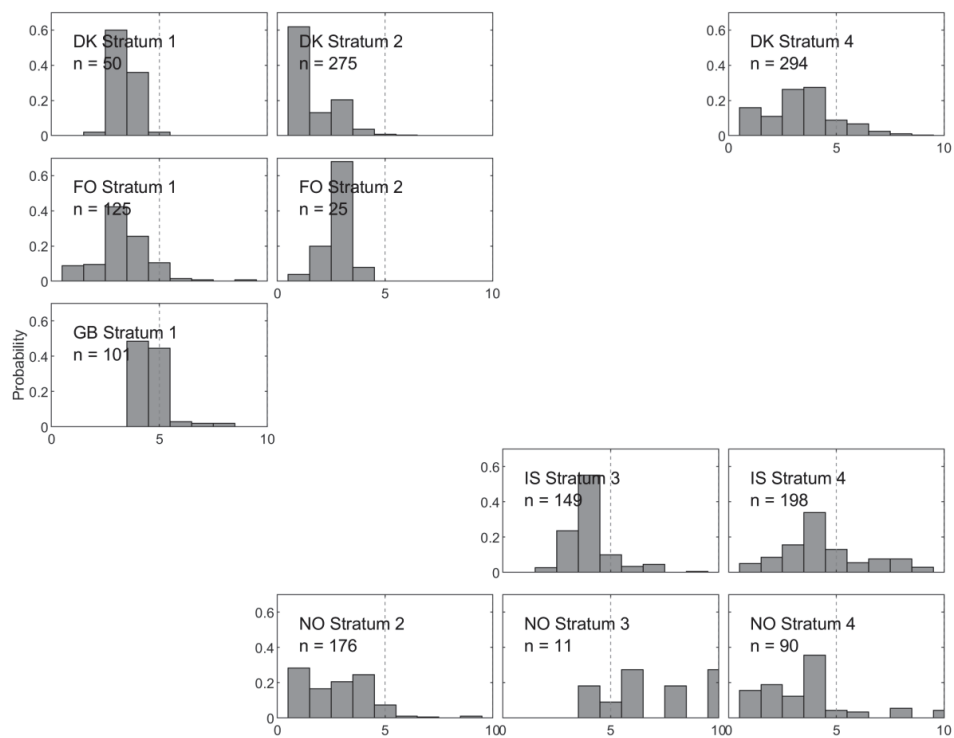 0.6
0.4
0.2
0
DK Stratum 1
n = 50
DK Stratum 2
n = 275
DK Stratum 4
n = 294
0 5 10
0.6
0.4
0.2
0
FO Stratum 1
n = 125
FO Stratum 2
n = 25
0 5 10
Probability
0.6
0.4
0.2
0
GB Stratum 1
n = 101
0 5 10
0.6
0.4
0.2
0
IS Stratum 3
n = 149
IS Stratum 4
n = 198
0.6
0.4
0.2
0
NO Stratum 2
n = 176
NO Stratum 3
n = 11
NO Stratum 4
n = 90
0 5 10 0 5 10 0 5 10